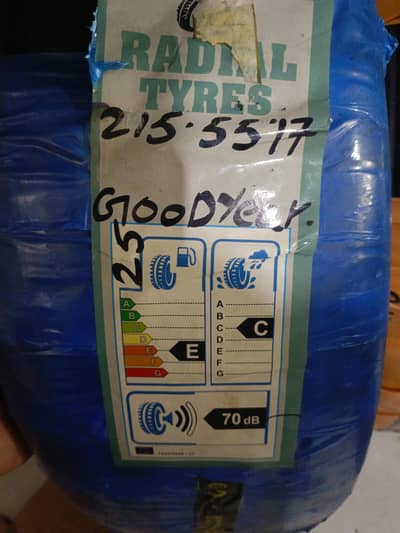 RADIAL
TYRES
215.55.17
GOODYear.
25
A
B
C
D
E
F
G
E
A
B
C
D
E
F
G
C
70 dB